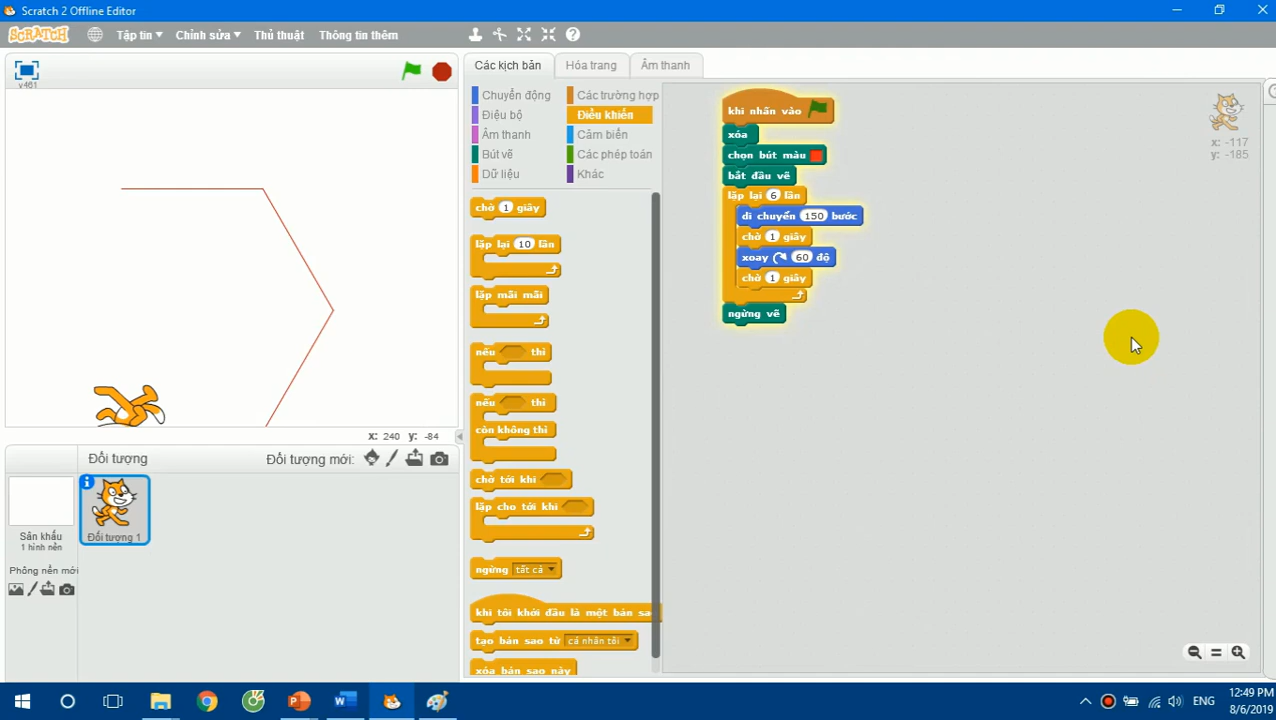 Scratch 2 Offline Editor
SCRATCH
Tập tin
Chỉnh sửa
Thủ thuật
Thông tin thêm
v461
Các kịch bản
Hóa trang
Âm thanh
Chuyển động
Các trường hợp
Điệu bộ
Điều khiển
Âm thanh
Cảm biến
Bút vẽ
Các phép toán
Dữ liệu
Khác
chờ 1 giây
lặp lại 10 lần
lặp mãi mãi
nếu thì
nếu thì
còn không thì
chờ tới khi
lặp cho tới khi
ngừng tất cả
khi tôi khởi đầu là một bản sa
tạo bản sao từ cá nhân tôi
xóa bản sao này
khi nhấn vào
xóa
chọn bút màu
bắt đầu vẽ
lặp lại 6 lần
di chuyển 150 bước
chờ 1 giây
xoay 60 độ
chờ 1 giây
ngừng vẽ
x: -117
y: -185
x: 240 y: -84
Đối tượng
Đối tượng mới:
Sân khấu
1 hình nền
Đối tượng 1
Phông nền mới
ENG
12:49 PM
8/6/2019